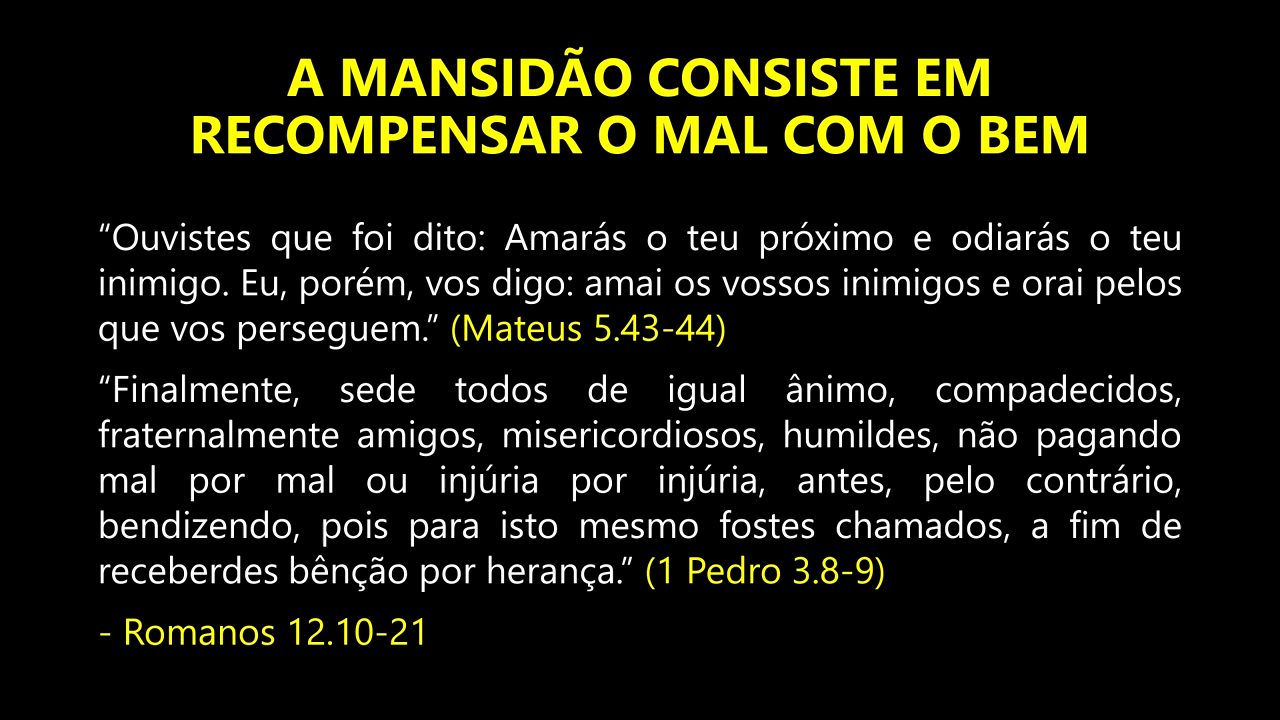 A MANSIDÃO CONSISTE EM
RECOMPENSAR O MAL COM O BEM
“Ouvistes que foi dito: Amarás o teu próximo e odiarás o teu
inimigo. Eu, porém, vos digo: amai os vossos inimigos e orai pelos
que vos perseguem.” (Mateus 5.43-44)
“Finalmente, sede todos de igual ânimo, compadecidos,
fraternalmente amigos, misericordiosos, humildes, não pagando
mal por mal ou injúria por injúria, antes, pelo contrário,
bendizendo, pois para isto mesmo fostes chamados, a fim de
receberdes bênção por herança.” (1 Pedro 3.8-9)
- Romanos 12.10-21